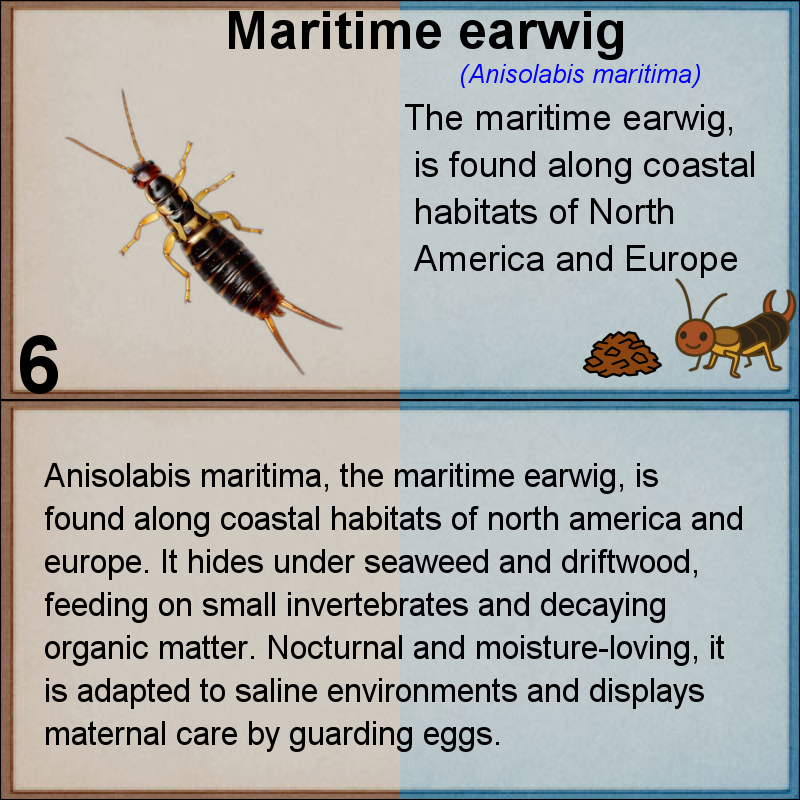 Maritime earwig
(Anisolabis maritima)
The maritime earwig,
is found along coastal
habitats of North
America and Europe
6
Anisolabis maritima, the maritime earwig, is
found along coastal habitats of north america and
europe. It hides under seaweed and driftwood,
feeding on small invertebrates and decaying
organic matter. Nocturnal and moisture-loving, it
is adapted to saline environments and displays
maternal care by guarding eggs.